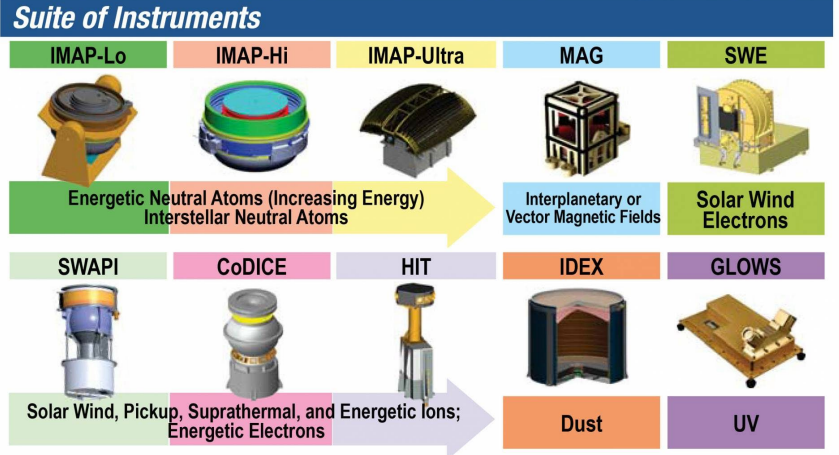 Suite of Instruments
IMAP-Lo
IMAP-Hi
IMAP-Ultra
MAG
SWE
Energetic Neutral Atoms (Increasing Energy)
Interstellar Neutral Atoms
Interplanetary or
Vector Magnetic Fields
Solar Wind
Electrons
SWAPI
CoDICE
HIT
IDEX
GLOWS
Solar Wind, Pickup, Suprathermal, and Energetic Ions;
Energetic Electrons
Dust
UV